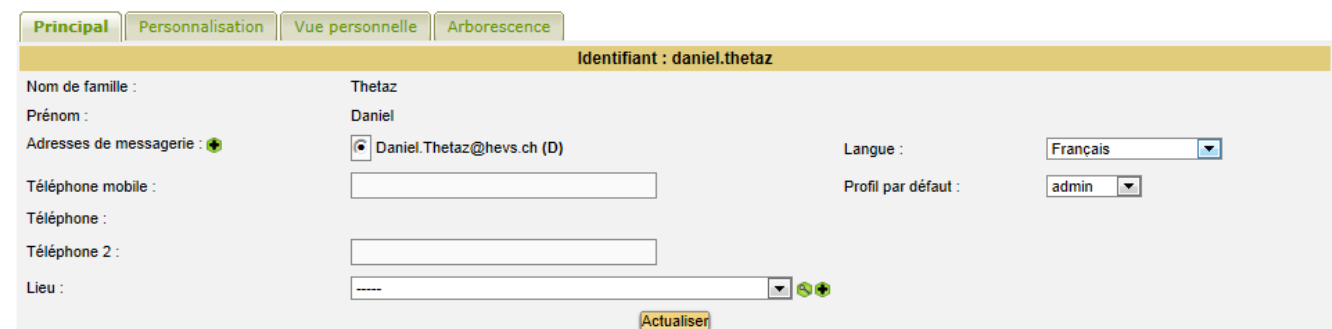 Principal Personnalisation Vue personnelle Arborescence
Identifiant : daniel.thetaz
Nom de famille : Thetaz
Prénom : Daniel
Adresses de messagerie : Daniel.Thetaz@hevs.ch (D) Langue : Français
Téléphone mobile : Profil par défaut : admin
Téléphone :
Téléphone 2 :
Lieu : -----
Actualiser